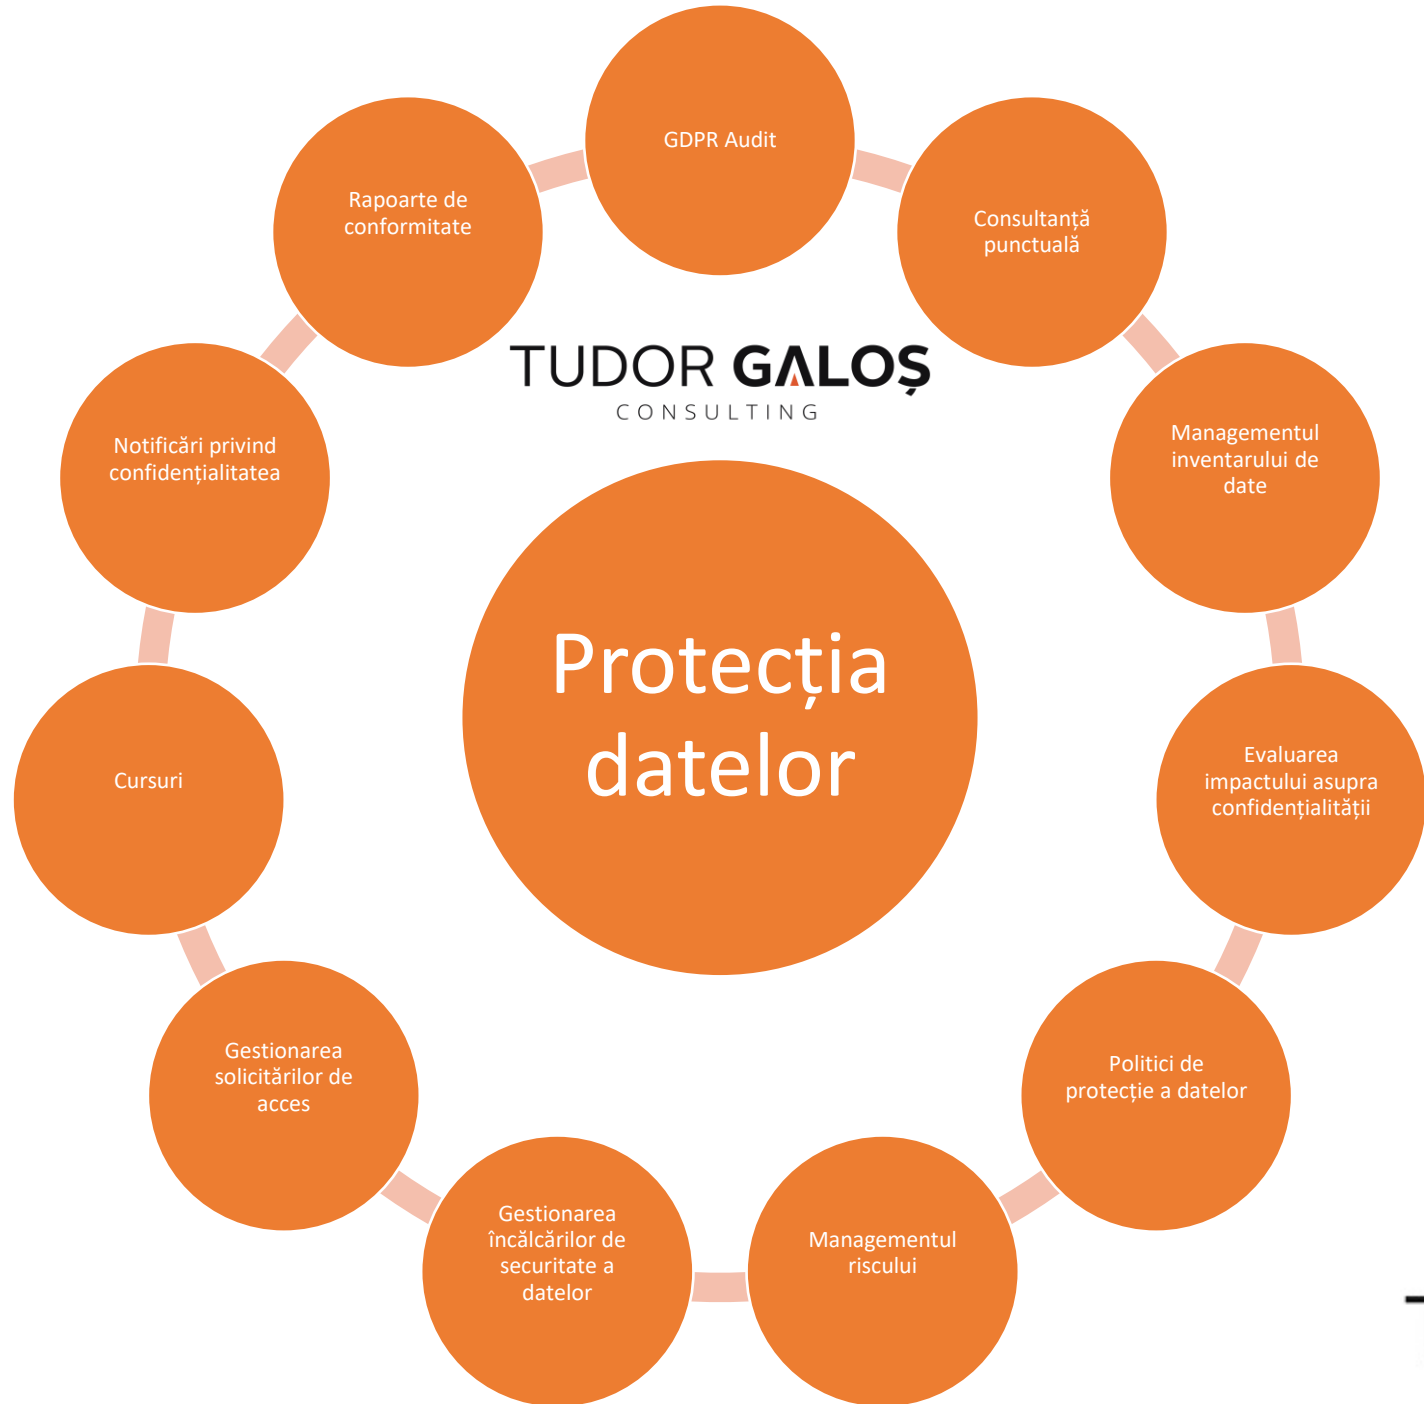 GDPR Audit
Consultanță
punctuală
Managementul
inventarului de
date
Evaluarea
impactului asupra
confidențialității
Politici de
protecție a datelor
Managementul
riscului
Gestionarea
încălcărilor de
securitate a
datelor
Gestionarea
solicitărilor de
acces
Cursuri
Notificări privind
confidențialitatea
Rapoarte de
conformitate
TUDOR GALOȘ
CONSULTING
Protecția
datelor